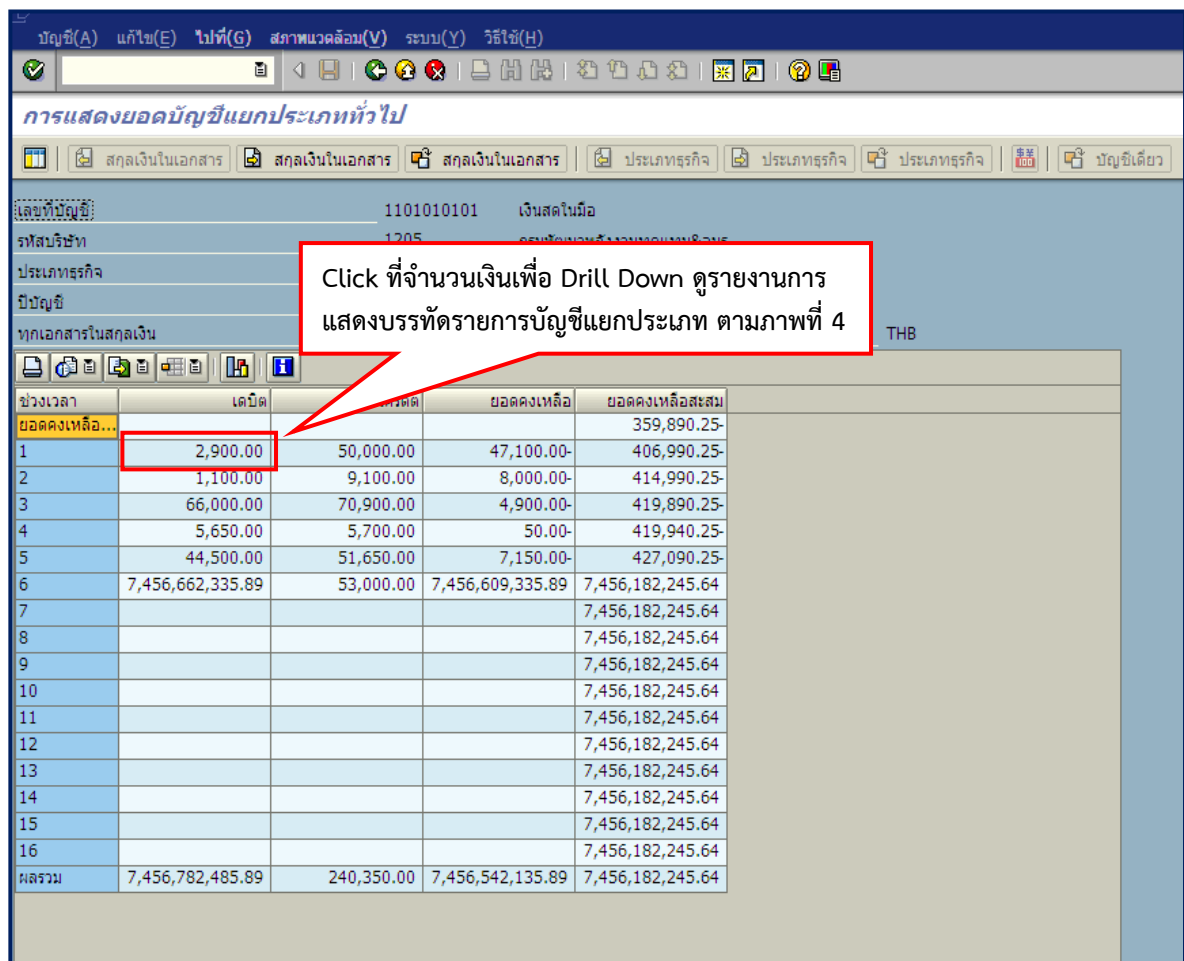 บัญชี(A) แก้ไข(E) ไปที่(G) สภาพแวดล้อม(V) ระบบ(Y) วิธีใช้(H)
การแสดงยอดบัญชีแยกประเภททั่วไป
สกุลเงินในเอกสาร สกุลเงินในเอกสาร สกุลเงินในเอกสาร ประเภทธุรกิจ ประเภทธุรกิจ ประเภทธุรกิจ บัญชีเดียว
เลขที่บัญชี 1101010101 เงินสดในมือ
รหัสบริษัท 1205
ประเภทธุรกิจ
ปีบัญชี
ทุกเอกสารในสกุลเงิน THB
Click ที่จำนวนเงินเพื่อ Drill Down ดูรายงานการ
แสดงบรรทัดรายการบัญชีแยกประเภท ตามภาพที่ 4
ช่วงเวลา เดบิต ยอดคงเหลือ ยอดคงเหลือสะสม
ยอดคงเหลือ... 359,890.25-
1 2,900.00 50,000.00 47,100.00- 406,990.25-
2 1,100.00 9,100.00 8,000.00- 414,990.25-
3 66,000.00 70,900.00 4,900.00- 419,890.25-
4 5,650.00 5,700.00 50.00- 419,940.25-
5 44,500.00 51,650.00 7,150.00- 427,090.25-
6 7,456,662,335.89 53,000.00 7,456,609,335.89 7,456,182,245.64
7 7,456,182,245.64
8 7,456,182,245.64
9 7,456,182,245.64
10 7,456,182,245.64
11 7,456,182,245.64
12 7,456,182,245.64
13 7,456,182,245.64
14 7,456,182,245.64
15 7,456,182,245.64
16 7,456,182,245.64
ผลรวม 7,456,782,485.89 240,350.00 7,456,542,135.89 7,456,182,245.64